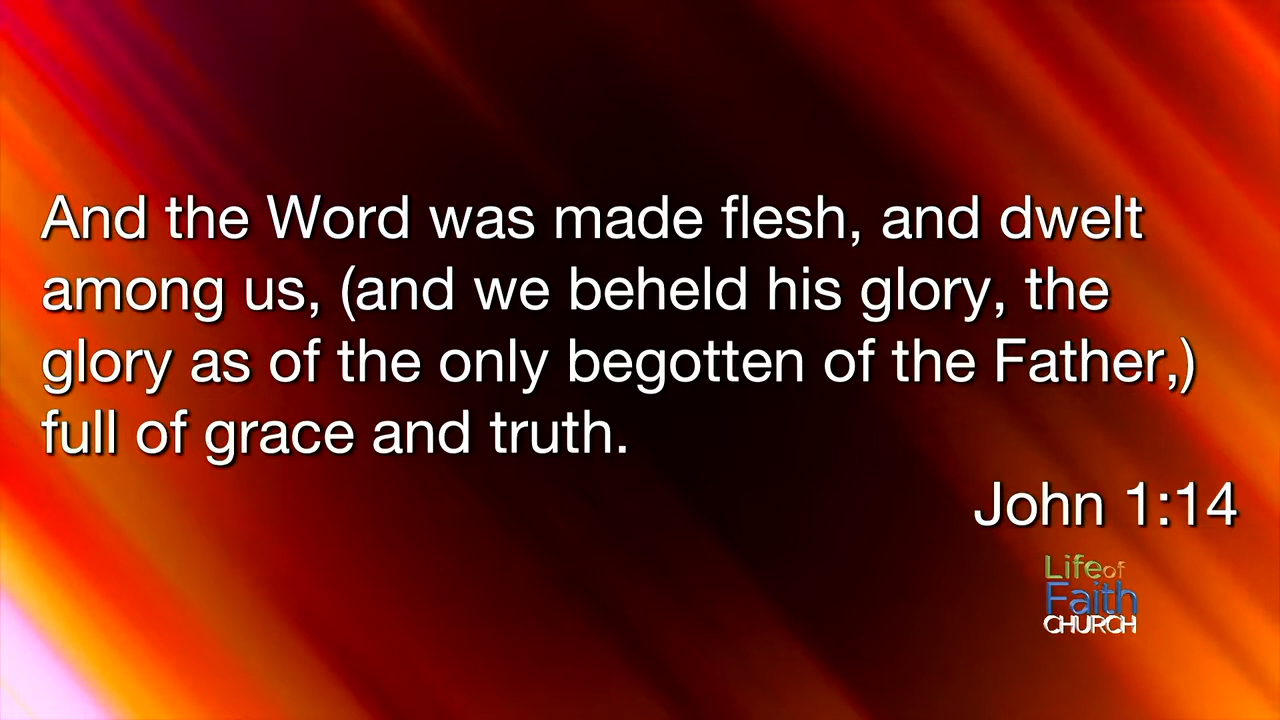 And the Word was made flesh, and dwelt
among us, (and we beheld his glory, the
glory as of the only begotten of the Father,)
full of grace and truth.
John 1:14
Life of
Faith
CHURCH